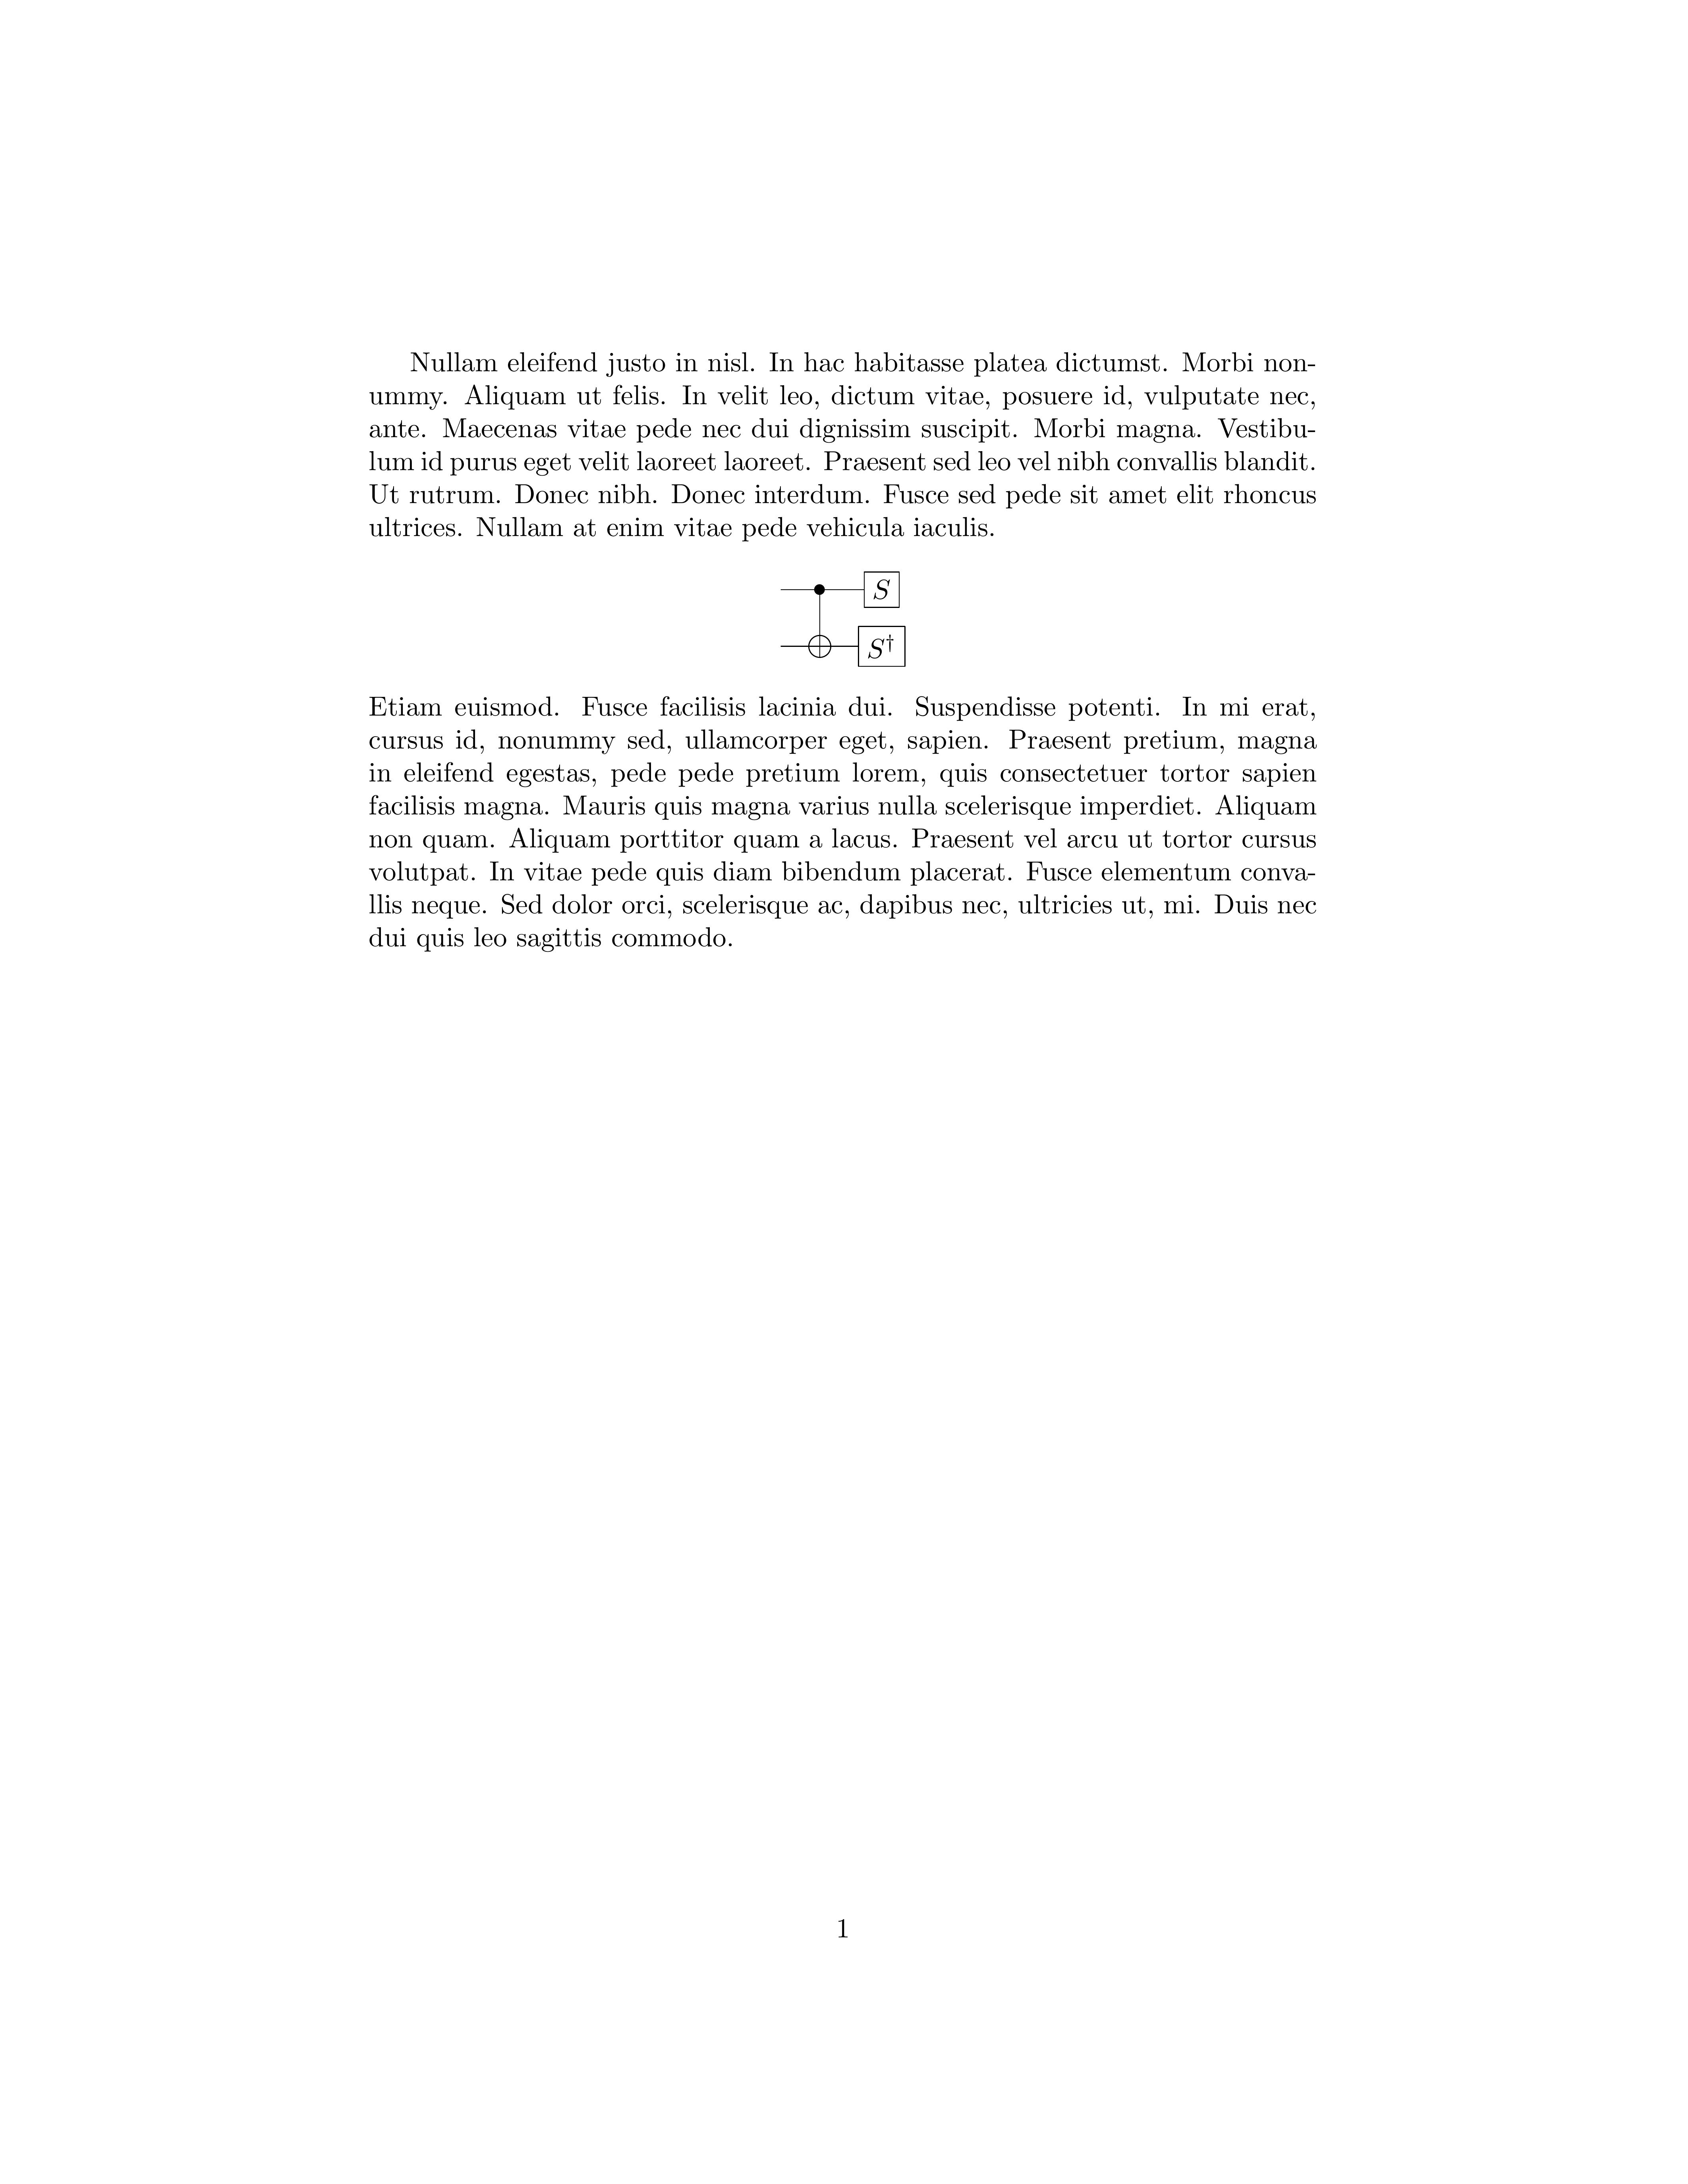 Nullam eleifend justo in nisl. In hac habitasse platea dictumst. Morbi non-
ummy. Aliquam ut felis. In velit leo, dictum vitae, posuere id, vulputate nec,
ante. Maecenas vitae pede nec dui dignissim suscipit. Morbi magna. Vestibu-
lum id purus eget velit laoreet laoreet. Praesent sed leo vel nibh convallis blandit.
Ut rutrum. Donec nibh. Donec interdum. Fusce sed pede sit amet elit rhoncus
ultrices. Nullam at enim vitae pede vehicula iaculis.
S
S†
Etiam euismod. Fusce facilisis lacinia dui. Suspendisse potenti. In mi erat,
cursus id, nonummy sed, ullamcorper eget, sapien. Praesent pretium, magna
in eleifend egestas, pede pede pretium lorem, quis consectetuer tortor sapien
facilisis magna. Mauris quis magna varius nulla scelerisque imperdiet. Aliquam
non quam. Aliquam porttitor quam a lacus. Praesent vel arcu ut tortor cursus
volutpat. In vitae pede quis diam bibendum placerat. Fusce elementum conva-
llis neque. Sed dolor orci, scelerisque ac, dapibus nec, ultricies ut, mi. Duis nec
dui quis leo sagittis commodo.
1